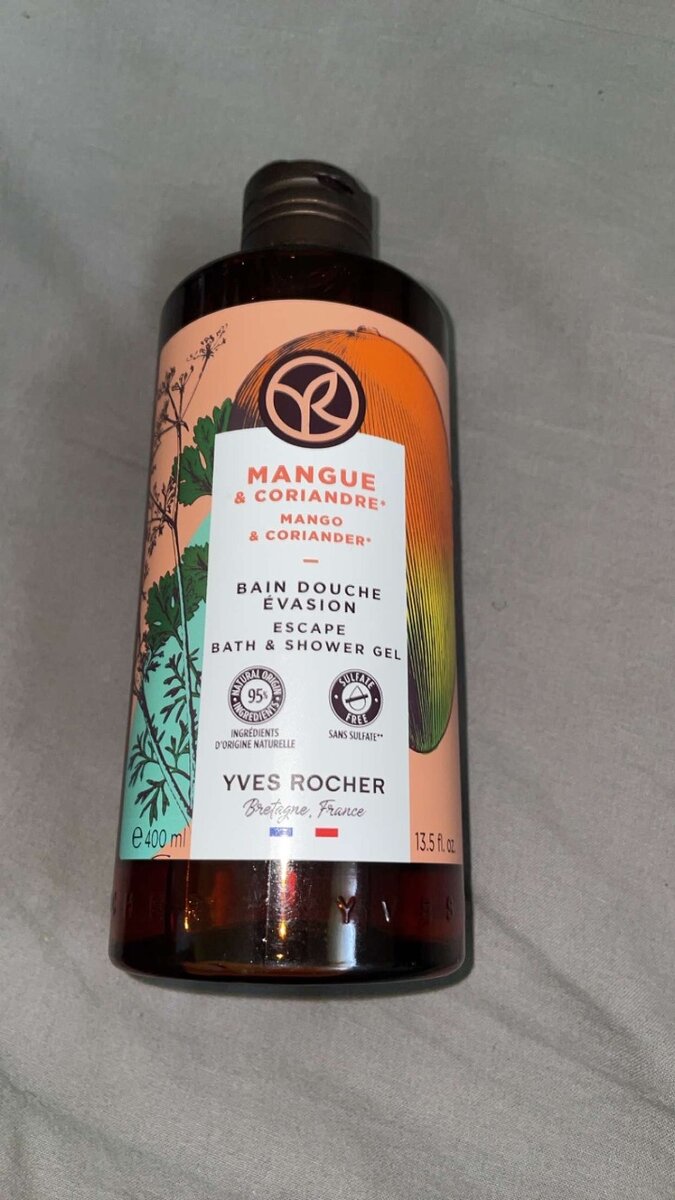 MANGUE
& CORIANDRE*
MANGO
& CORIANDER*
BAIN DOUCHE
ÉVASION
ESCAPE
BATH & SHOWER GEL
NATURAL ORIGIN
95%
INGREDIENTS
INGRÉDIENTS
D'ORIGINE NATURELLE
SULFATE
FREE
SANS SULFATE**
YVES ROCHER
Bretagne, France
e 400 ml
13.5 fl. oz.
YVES